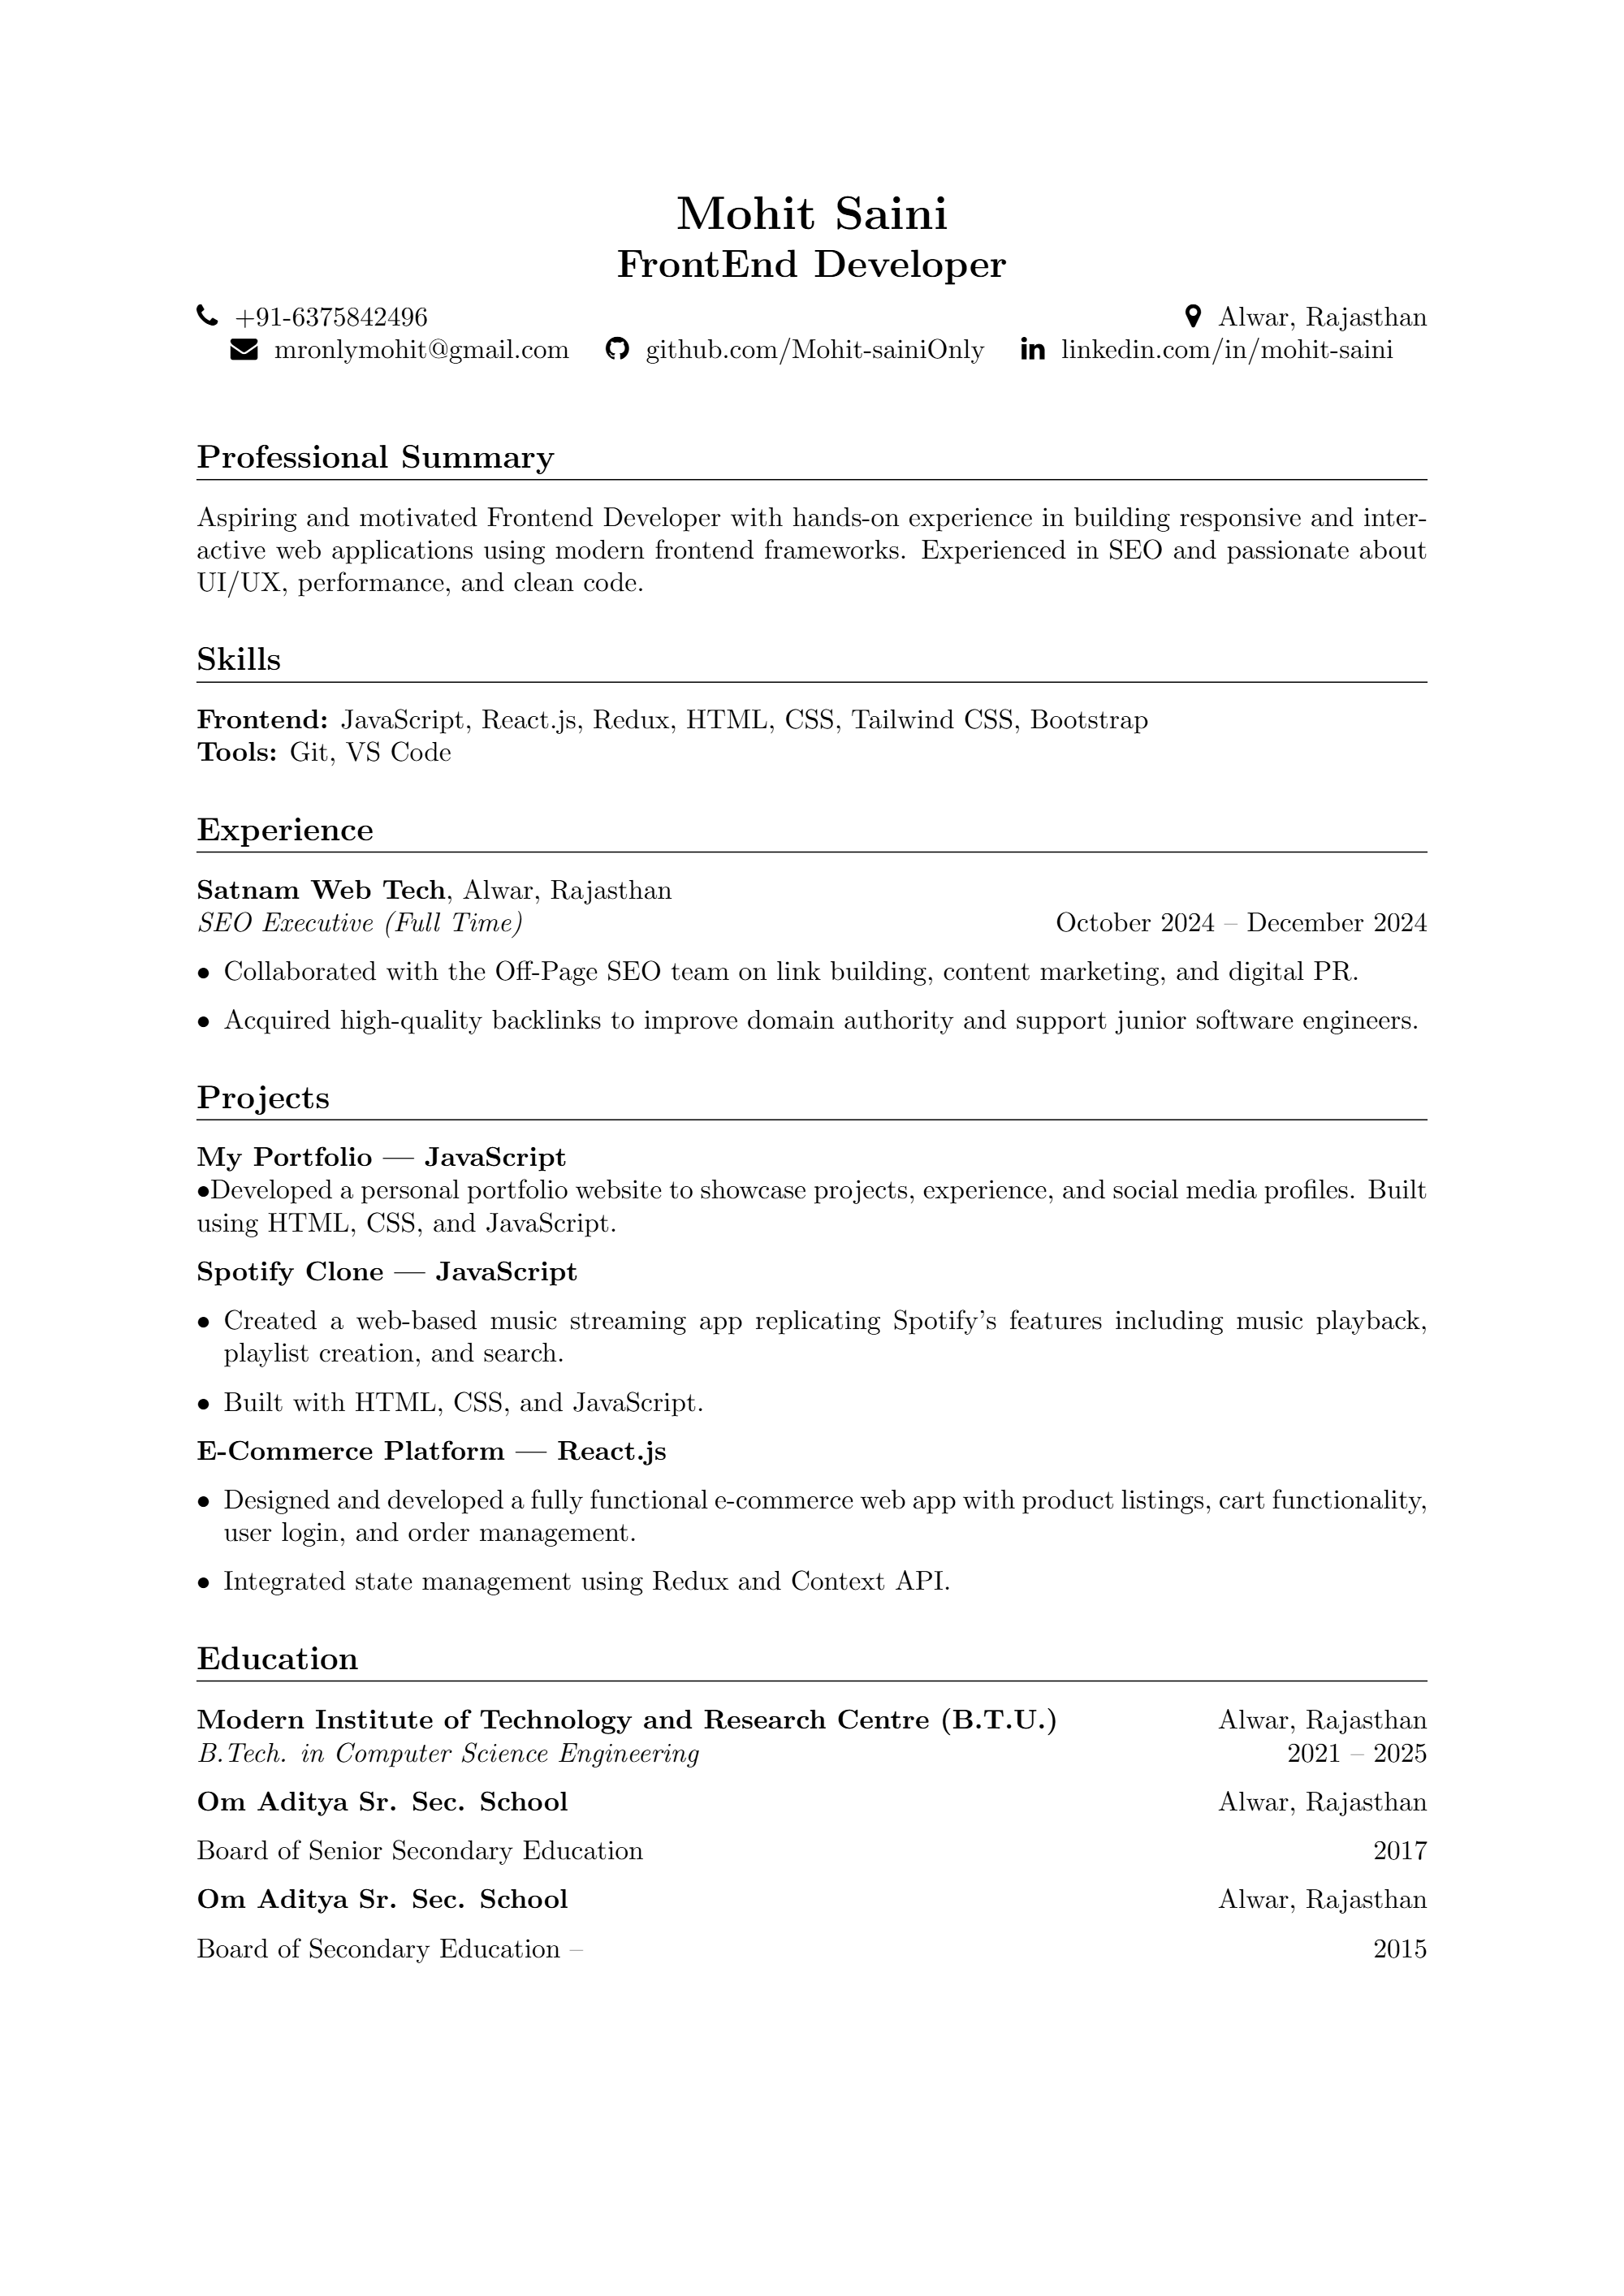 Mohit Saini
FrontEnd Developer
+91-6375842496 Alwar, Rajasthan
mronlymohit@gmail.com github.com/Mohit-sainiOnly linkedin.com/in/mohit-saini
Professional Summary
Aspiring and motivated Frontend Developer with hands-on experience in building responsive and inter-
active web applications using modern frontend frameworks. Experienced in SEO and passionate about
UI/UX, performance, and clean code.
Skills
Frontend: JavaScript, React.js, Redux, HTML, CSS, Tailwind CSS, Bootstrap
Tools: Git, VS Code
Experience
Satnam Web Tech, Alwar, Rajasthan
SEO Executive (Full Time) October 2024 – December 2024
• Collaborated with the Off-Page SEO team on link building, content marketing, and digital PR.
• Acquired high-quality backlinks to improve domain authority and support junior software engineers.
Projects
My Portfolio — JavaScript
•Developed a personal portfolio website to showcase projects, experience, and social media profiles. Built
using HTML, CSS, and JavaScript.
Spotify Clone — JavaScript
• Created a web-based music streaming app replicating Spotify's features including music playback,
playlist creation, and search.
• Built with HTML, CSS, and JavaScript.
E-Commerce Platform — React.js
• Designed and developed a fully functional e-commerce web app with product listings, cart functionality,
user login, and order management.
• Integrated state management using Redux and Context API.
Education
Modern Institute of Technology and Research Centre (B.T.U.) Alwar, Rajasthan
B.Tech. in Computer Science Engineering 2021 – 2025
Om Aditya Sr. Sec. School Alwar, Rajasthan
Board of Senior Secondary Education 2017
Om Aditya Sr. Sec. School Alwar, Rajasthan
Board of Secondary Education – 2015